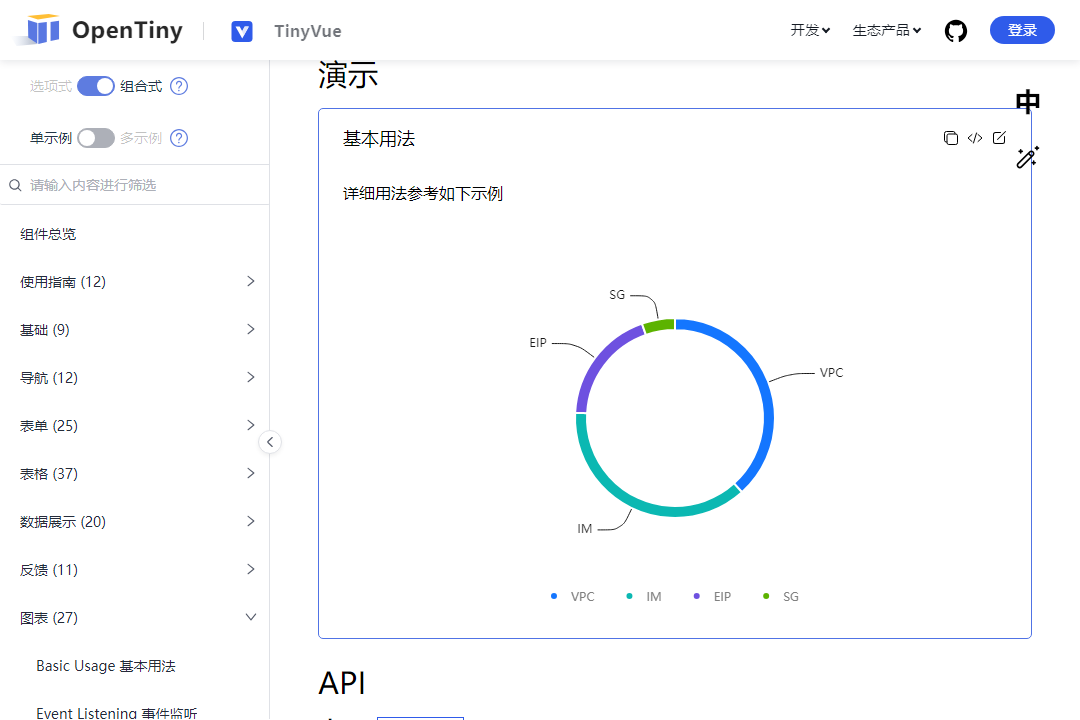 OpenTiny TinyVue 开发 生态产品 登录
选项式 组合式 ?
单示例 多示例 ?
请输入内容进行筛选
组件总览
使用指南 (12)
基础 (9)
导航 (12)
表单 (25)
表格 (37)
数据展示 (20)
反馈 (11)
图表 (27)
Basic Usage 基本用法
Event Listening 事件监听
演示
中
基本用法
详细用法参考如下示例
SG
EIP
VPC
IM
VPC IM EIP SG
API